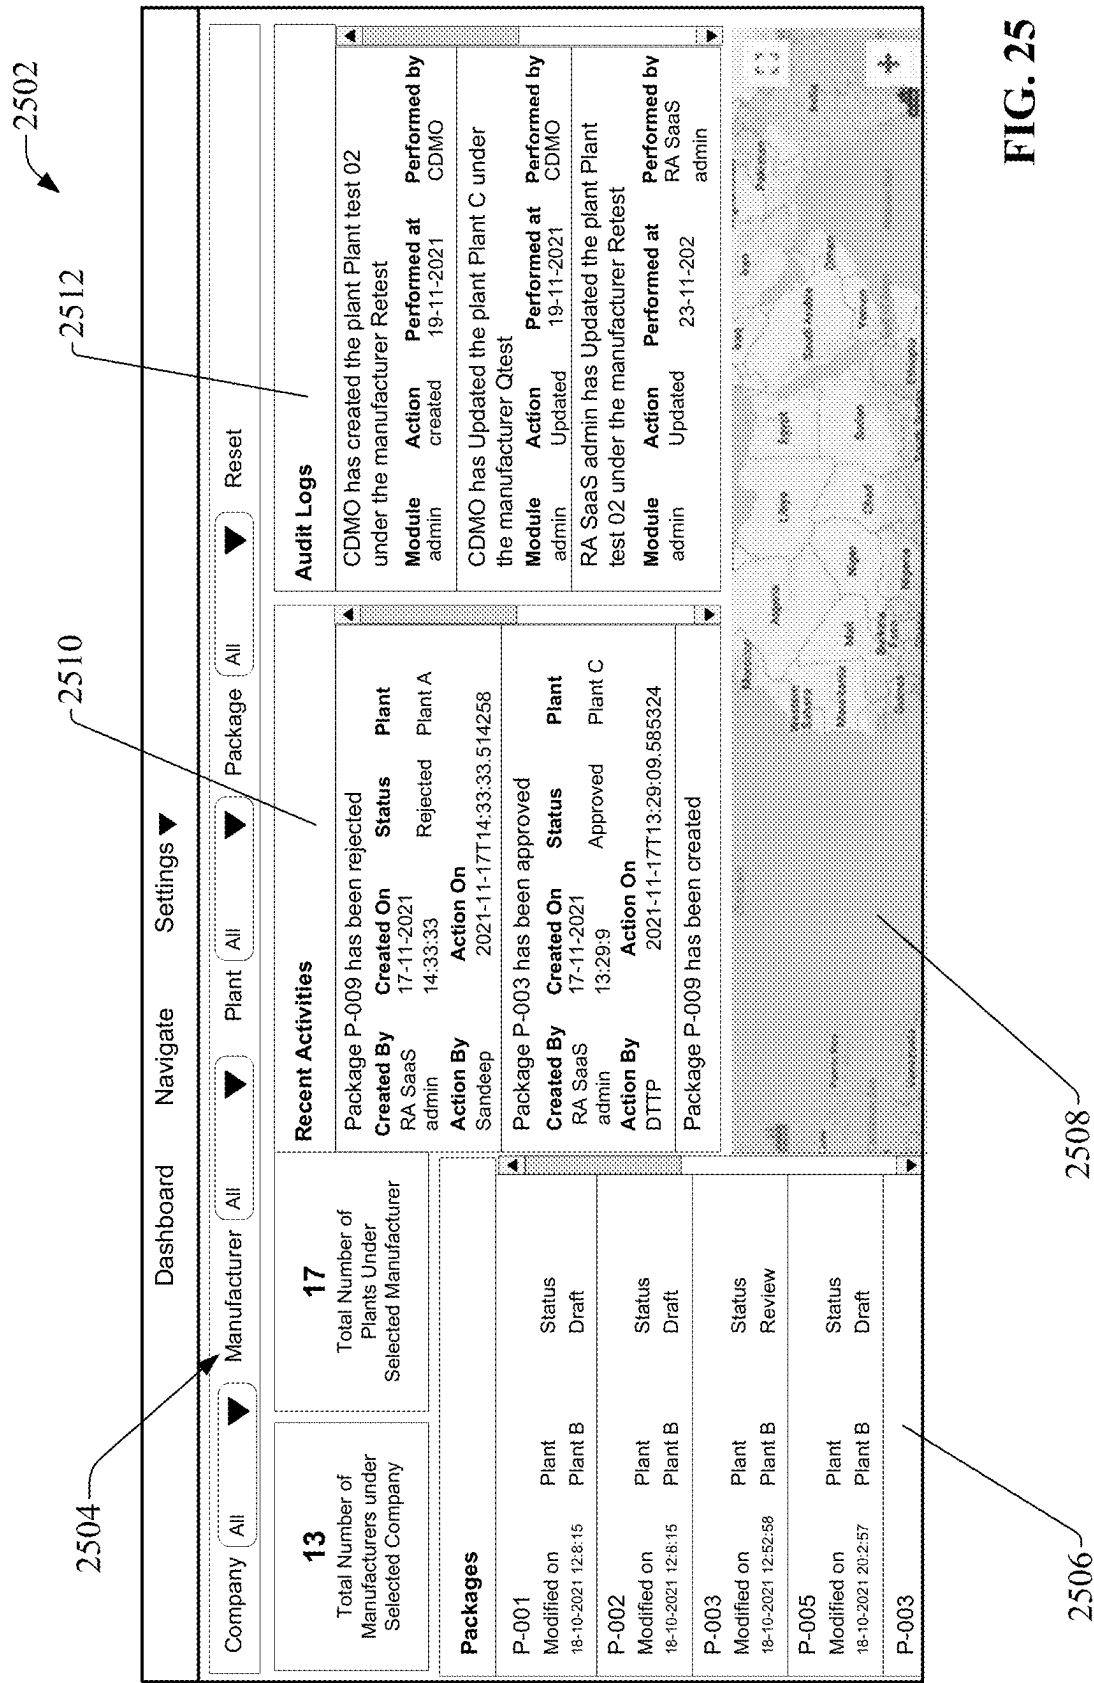 2502
Dashboard Navigate Settings
2504
Company All Manufacturer All Plant All Package All Reset
13
Total Number of
Manufacturers under
Selected Company
17
Total Number of
Plants Under
Selected Manufacturer
Packages
P-001
Modified on Plant Status
18-10-2021 12:8:15 Plant B Draft
P-002
Modified on Plant Status
18-10-2021 12:8:15 Plant B Draft
P-003
Modified on Plant Status
18-10-2021 12:52:58 Plant B Review
P-005
Modified on Plant Status
18-10-2021 20:2:57 Plant B Draft
P-003
2506
2510
Recent Activities
Package P-009 has been rejected
Created By Created On Status Plant
RA SaaS 17-11-2021 Rejected Plant A
admin 14:33:33
Action By Action On
Sandeep 2021-11-17T14:33:33.514258
Package P-003 has been approved
Created By Created On Status Plant
RA SaaS 17-11-2021 Approved Plant C
admin 13:29:9
Action By Action On
DTTP 2021-11-17T13:29:09.585324
Package P-009 has been created
2512
Audit Logs
CDMO has created the plant Plant test 02
under the manufacturer Retest
Module Action Performed at Performed by
admin created 19-11-2021 CDMO
CDMO has Updated the plant Plant C under
the manufacturer Qtest
Module Action Performed at Performed by
admin Updated 19-11-2021 CDMO
RA SaaS admin has Updated the plant Plant
test 02 under the manufacturer Retest
Module Action Performed at Performed by
admin Updated 23-11-202 RA SaaS
admin
Algeria
Libya
Egypt
Saudi Arabia
Mauritania
Mali
Niger
Chad
Sudan
Yemen
2508
FIG. 25